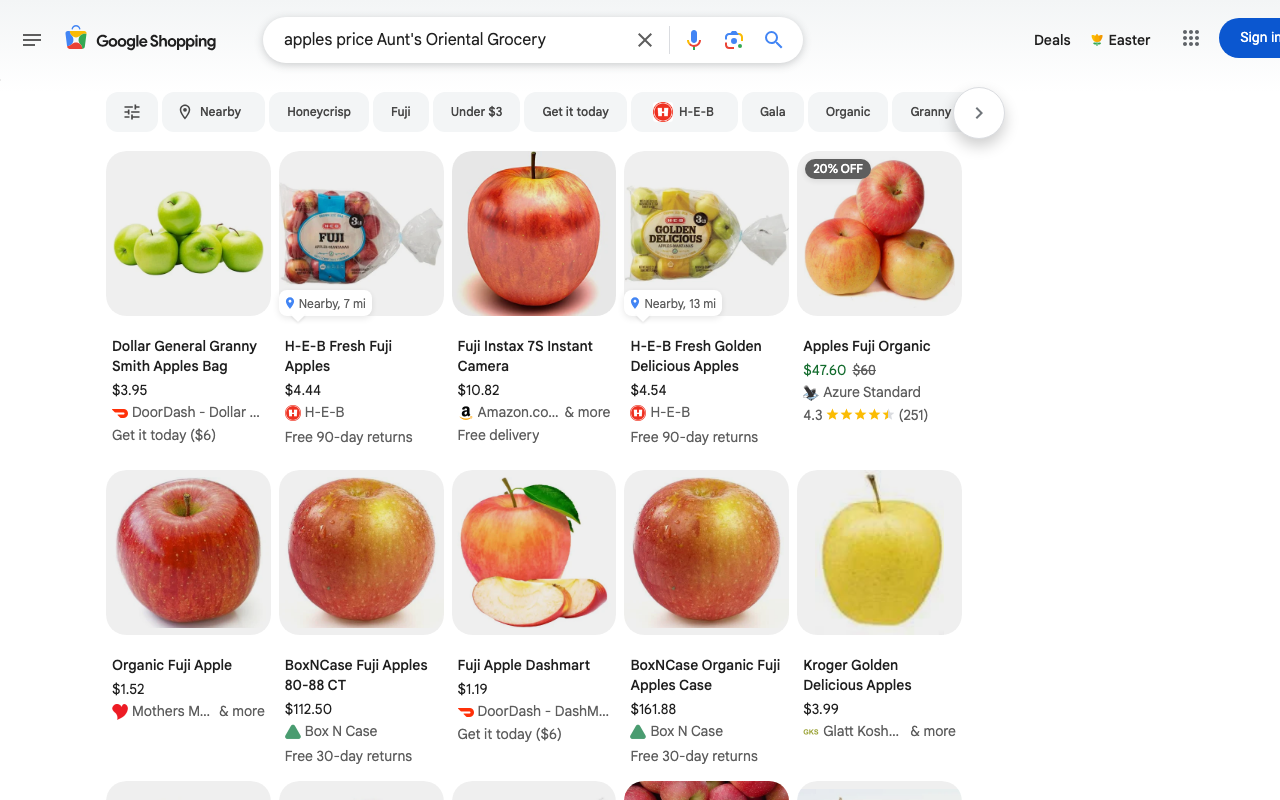 Google Shopping
apples price Aunt's Oriental Grocery
Deals
Easter
Sign in
Nearby
Honeycrisp
Fuji
Under $3
Get it today
H-E-B
Gala
Organic
Granny
20% OFF
H-E-B
3
FUJI
H-E-B
3
GOLDEN
DELICIOUS
Nearby, 7 mi
Nearby, 13 mi
Dollar General Granny
Smith Apples Bag
$3.95
DoorDash - Dollar ...
Get it today ($6)
H-E-B Fresh Fuji
Apples
$4.44
H-E-B
Free 90-day returns
Fuji Instax 7S Instant
Camera
$10.82
Amazon.co... & more
Free delivery
H-E-B Fresh Golden
Delicious Apples
$4.54
H-E-B
Free 90-day returns
Apples Fuji Organic
$47.60 $60
Azure Standard
4.3 (251)
Organic Fuji Apple
$1.52
Mothers M... & more
BoxNCase Fuji Apples
80-88 CT
$112.50
Box N Case
Free 30-day returns
Fuji Apple Dashmart
$1.19
DoorDash - DashM...
Get it today ($6)
BoxNCase Organic Fuji
Apples Case
$161.88
Box N Case
Free 30-day returns
Kroger Golden
Delicious Apples
$3.99
GKS Glatt Kosh... & more